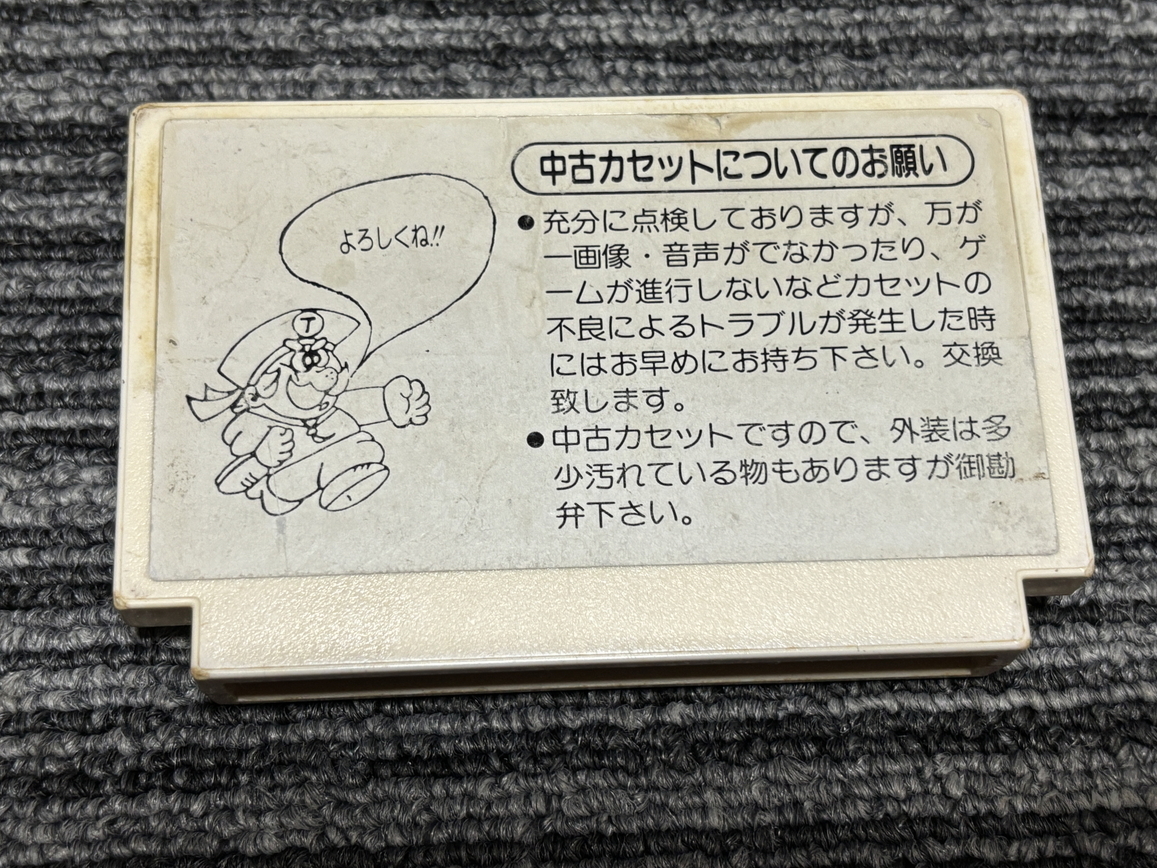 中古カセットについてのお願い
よろしくね!!
T
●充分に点検しておりますが、万が
一画像・音声がでなかったり、ゲ
ームが進行しないなどカセットの
不良によるトラブルが発生した時
にはお早めにお持ち下さい。交換
致します。
●中古カセットですので、外装は多
少汚れている物もありますが御勘
弁下さい。